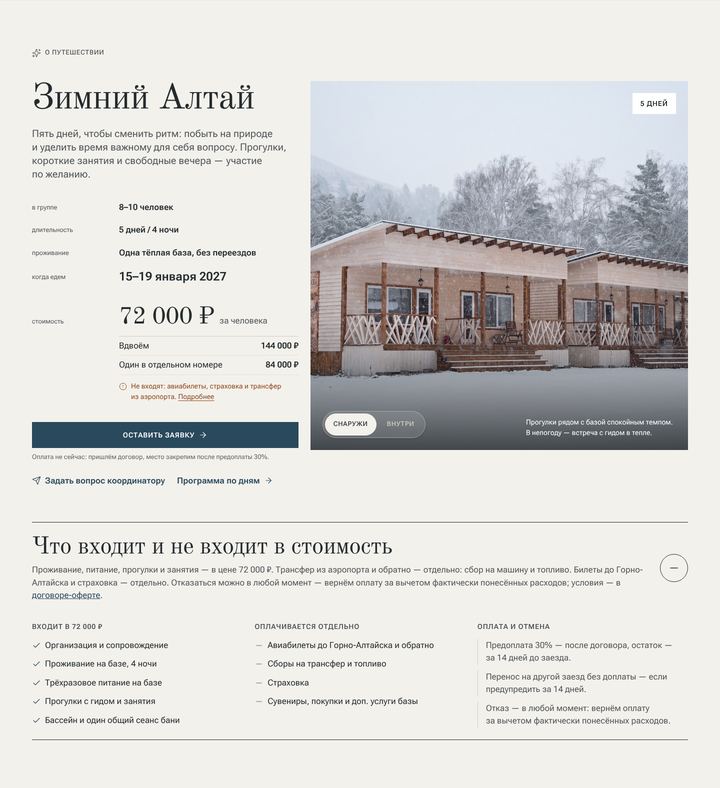 О ПУТЕШЕСТВИИ
Зимний Алтай
Пять дней, чтобы сменить ритм: побыть на природе
и уделить время важному для себя вопросу. Прогулки,
короткие занятия и свободные вечера — участие
по желанию.
в группе 8–10 человек
длительность 5 дней / 4 ночи
проживание Одна тёплая база, без переездов
когда едем 15–19 января 2027
стоимость 72 000 ₽ за человека
Вдвоём 144 000 ₽
Один в отдельном номере 84 000 ₽
Не входят: авиабилеты, страховка и трансфер
из аэропорта. Подробнее
ОСТАВИТЬ ЗАЯВКУ →
Оплата не сейчас: пришлём договор, место закрепим после предоплаты 30%.
Задать вопрос координатору Программа по дням →
5 ДНЕЙ
СНАРУЖИ ВНУТРИ
Прогулки рядом с базой спокойным темпом.
В непогоду — встреча с гидом в тепле.
Что входит и не входит в стоимость
Проживание, питание, прогулки и занятия — в цене 72 000 ₽. Трансфер из аэропорта и обратно — отдельно: сбор на машину и топливо. Билеты до Горно-
Алтайска и страховка — отдельно. Отказаться можно в любой момент — вернём оплату за вычетом фактически понесённых расходов; условия — в
договоре-оферте.
ВХОДИТ В 72 000 ₽
Организация и сопровождение
Проживание на базе, 4 ночи
Трёхразовое питание на базе
Прогулки с гидом и занятия
Бассейн и один общий сеанс бани
ОПЛАЧИВАЕТСЯ ОТДЕЛЬНО
— Авиабилеты до Горно-Алтайска и обратно
— Сборы на трансфер и топливо
— Страховка
— Сувениры, покупки и доп. услуги базы
ОПЛАТА И ОТМЕНА
Предоплата 30% — после договора, остаток —
за 14 дней до заезда.
Перенос на другой заезд без доплаты — если
предупредить за 14 дней.
Отказ — в любой момент: вернём оплату
за вычетом фактически понесённых расходов.